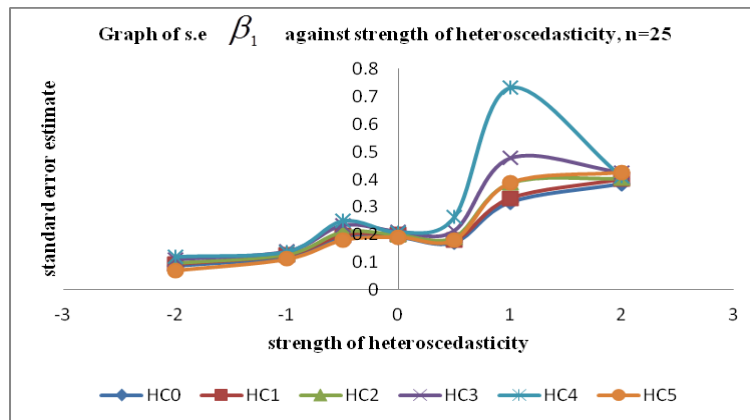 Graph of s.e β₁ against strength of heteroscedasticity, n=25
standard error estimate
0.8
0.7
0.6
0.5
0.4
0.3
0.2
0.1
0
-3 -2 -1 0 1 2 3
strength of heteroscedasticity
HC0 HC1 HC2 HC3 HC4 HC5